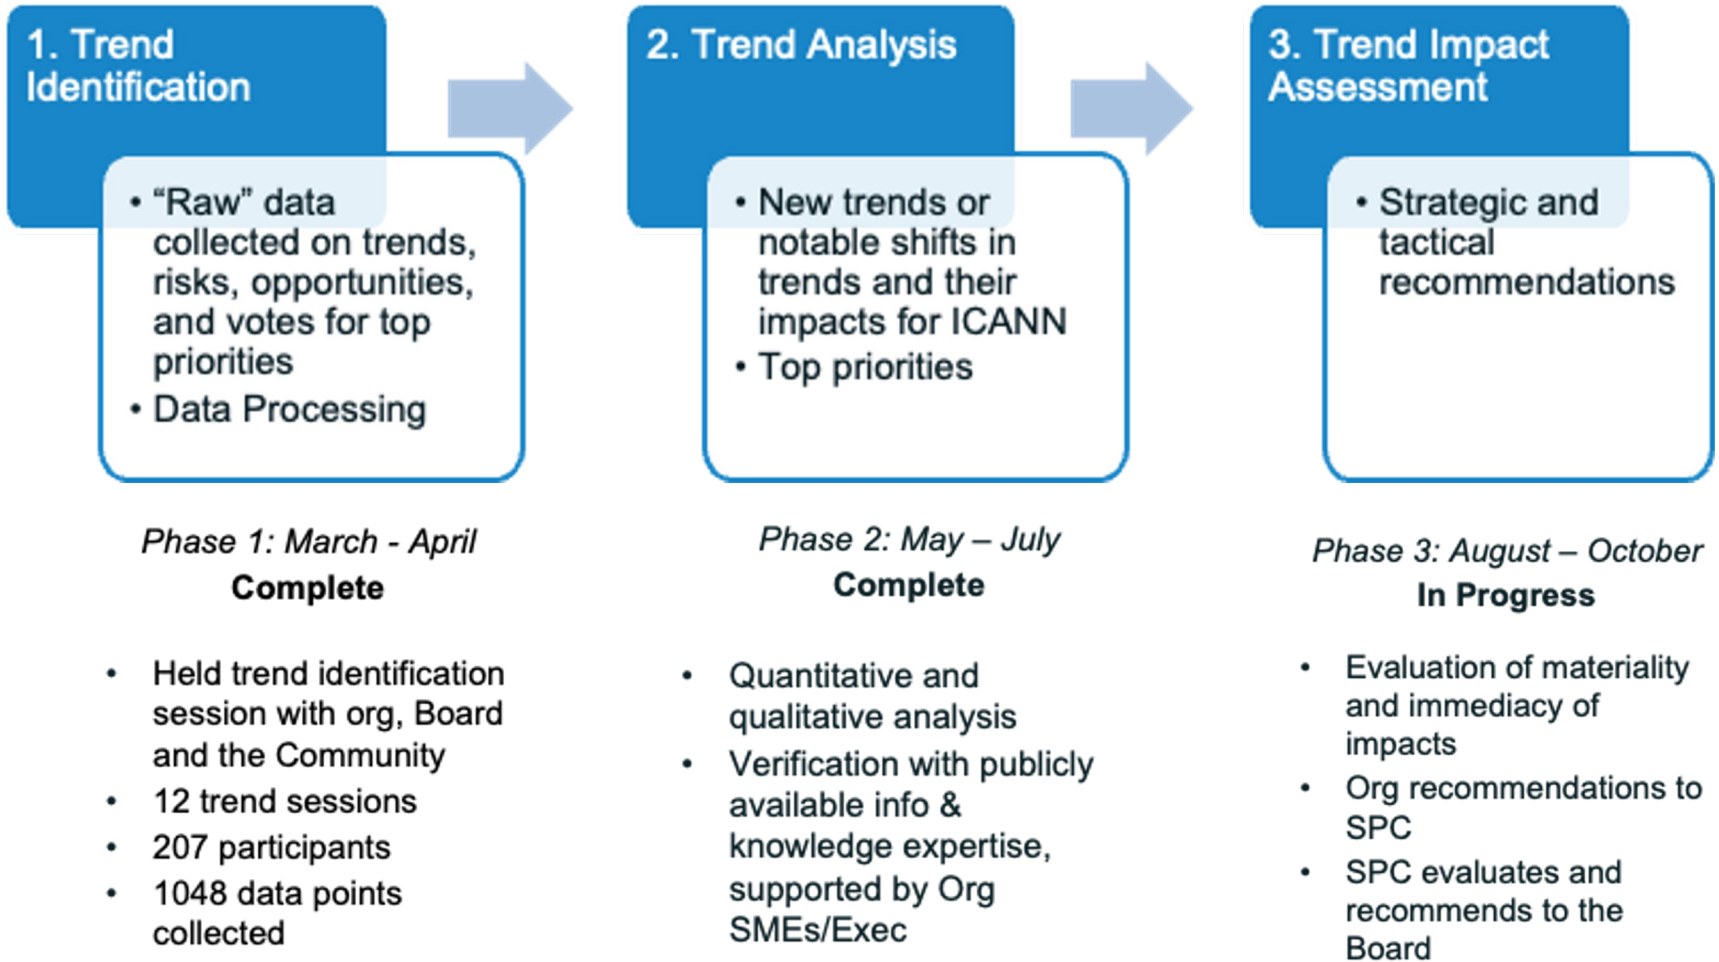 1. Trend
Identification
• “Raw” data
collected on trends,
risks, opportunities,
and votes for top
priorities
• Data Processing
Phase 1: March - April
Complete
• Held trend identification
session with org, Board
and the Community
• 12 trend sessions
• 207 participants
• 1048 data points
collected
2. Trend Analysis
• New trends or
notable shifts in
trends and their
impacts for ICANN
• Top priorities
Phase 2: May – July
Complete
• Quantitative and
qualitative analysis
• Verification with publicly
available info &
knowledge expertise,
supported by Org
SMEs/Exec
3. Trend Impact
Assessment
• Strategic and
tactical
recommendations
Phase 3: August – October
In Progress
• Evaluation of materiality
and immediacy of
impacts
• Org recommendations to
SPC
• SPC evaluates and
recommends to the
Board